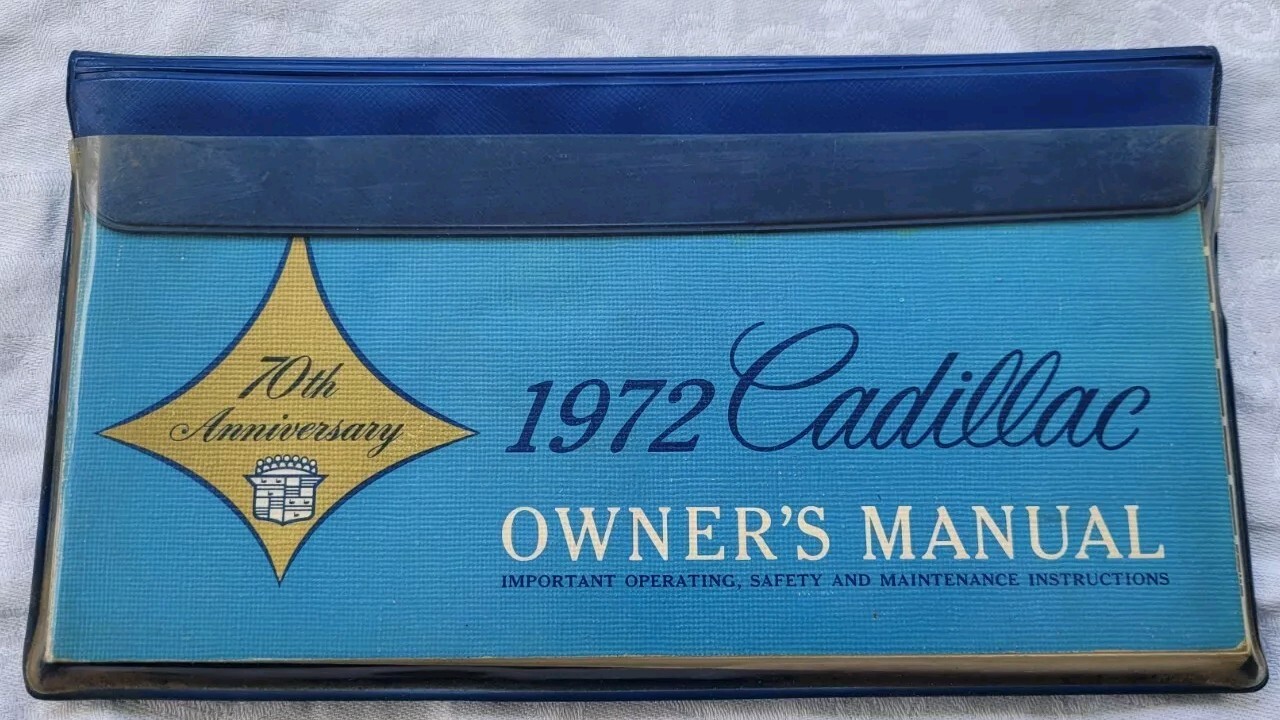 70th
Anniversary
1972 Cadillac
OWNER'S MANUAL
IMPORTANT OPERATING, SAFETY AND MAINTENANCE INSTRUCTIONS